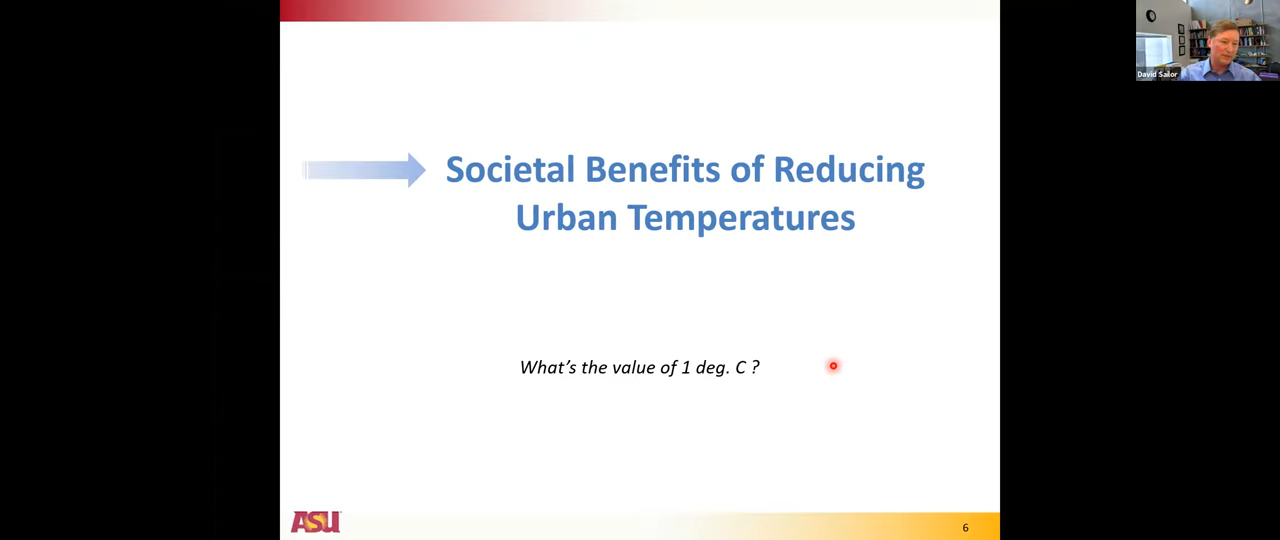 David Sailor
Societal Benefits of Reducing
Urban Temperatures
What's the value of 1 deg. C ?
ASU
6